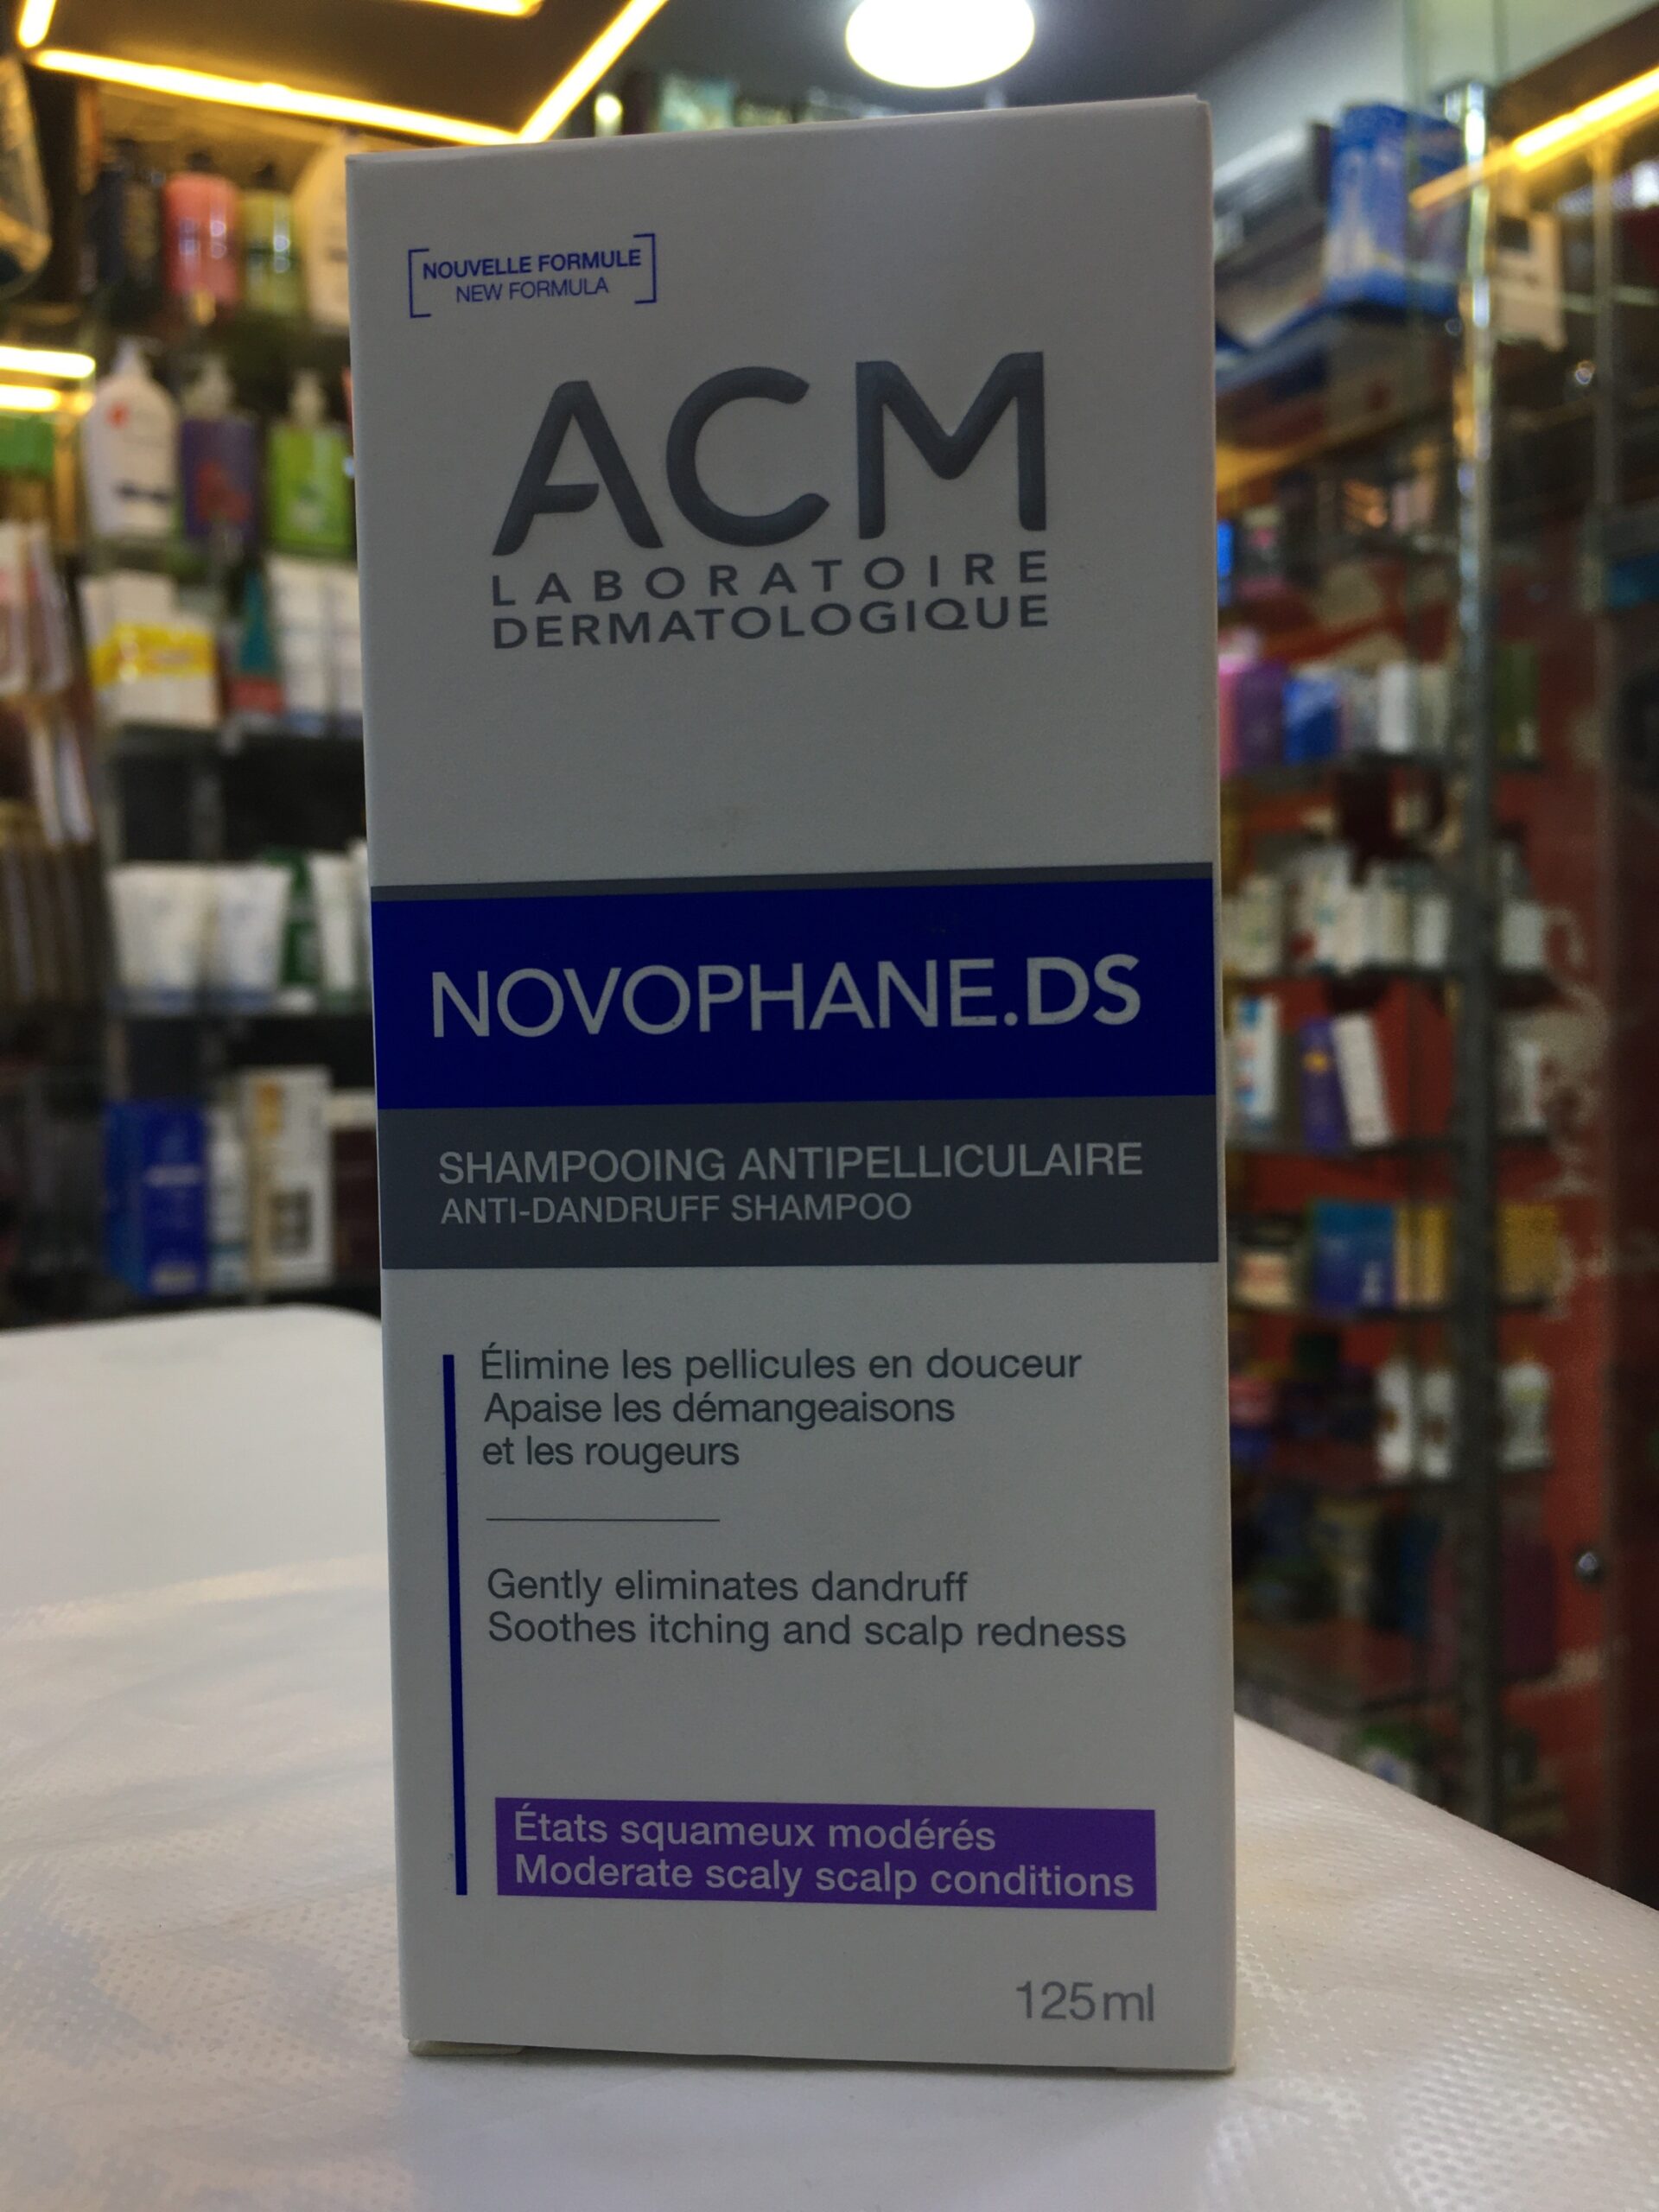 NOUVELLE FORMULE
NEW FORMULA
ACM
LABORATOIRE
DERMATOLOGIQUE
NOVOPHANE.DS
SHAMPOOING ANTIPELLICULAIRE
ANTI-DANDRUFF SHAMPOO
Élimine les pellicules en douceur
Apaise les démangeaisons
et les rougeurs
Gently eliminates dandruff
Soothes itching and scalp redness
États squameux modérés
Moderate scaly scalp conditions
125ml